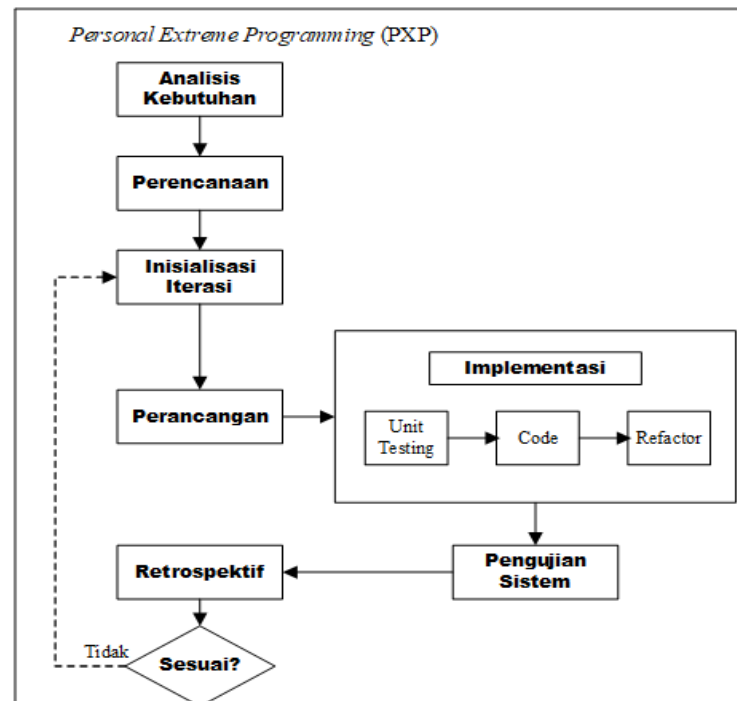 Personal Extreme Programming (PXP)
Analisis
Kebutuhan
Perencanaan
Inisialisasi
Iterasi
Perancangan
Implementasi
Unit
Testing
Code
Refactor
Retrospektif
Pengujian
Sistem
Tidak
Sesuai?